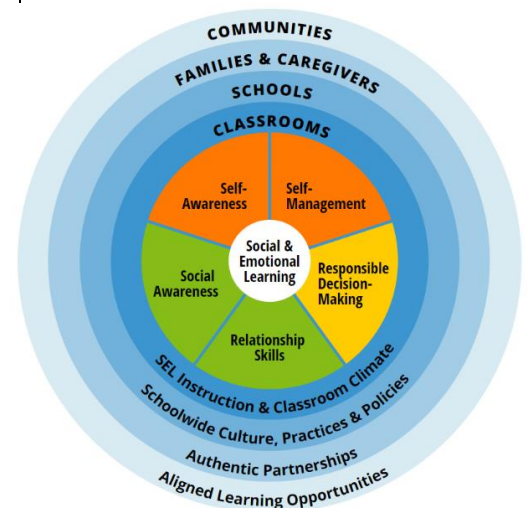 COMMUNITIES
FAMILIES & CAREGIVERS
SCHOOLS
CLASSROOMS
Self-
Awareness
Self-
Management
Social &
Emotional
Learning
Social
Awareness
Responsible
Decision-
Making
Relationship
Skills
SEL Instruction & Classroom Climate
Schoolwide Culture, Practices & Policies
Authentic Partnerships
Aligned Learning Opportunities